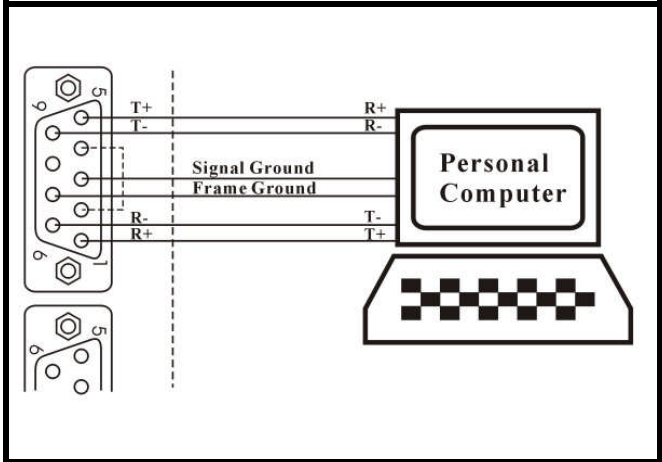 5
9
T+
R+
T-
R-
Signal Ground
Frame Ground
Personal
Computer
R-
T-
R+
T+
6
1
5
9